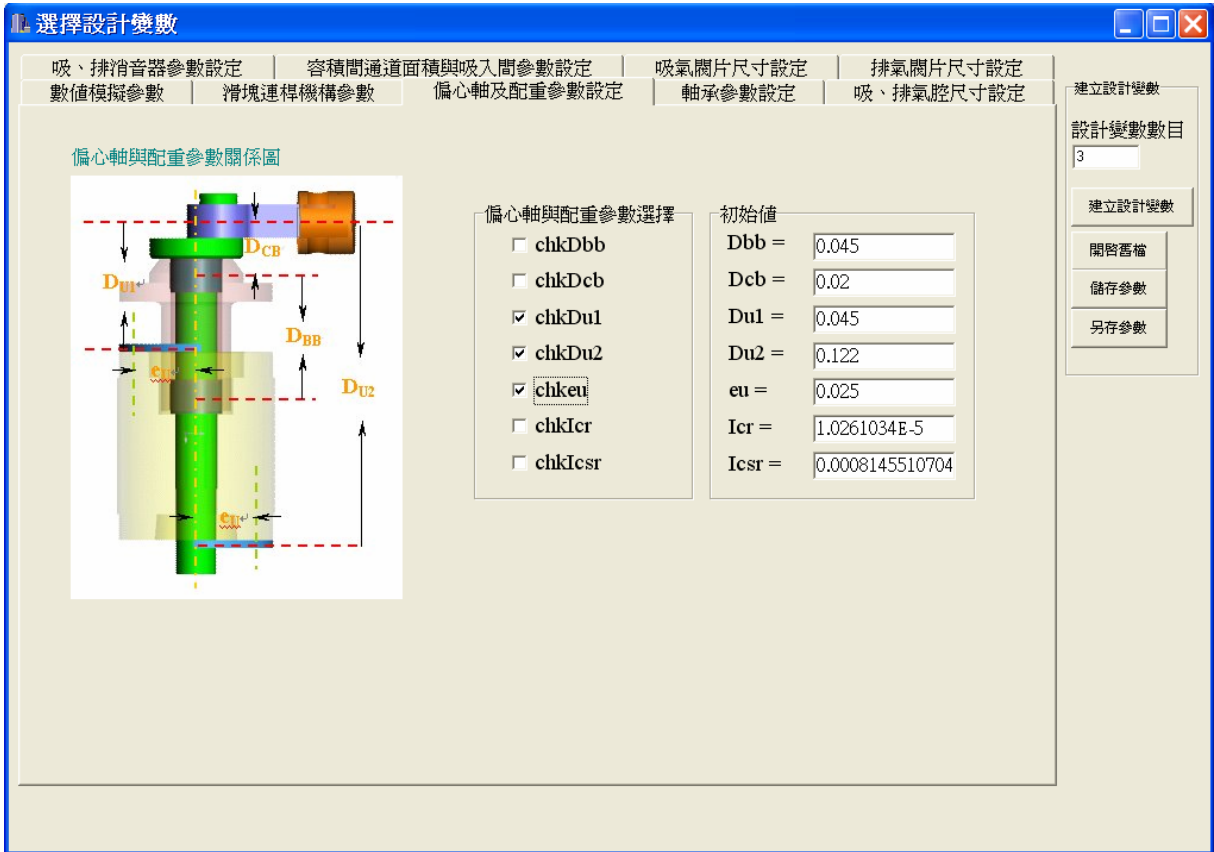 選擇設計變數
吸、排消音器參數設定
容積間通道面積與吸入間參數設定
吸氣閥片尺寸設定
排氣閥片尺寸設定
數值模擬參數
滑塊連桿機構參數
偏心軸及配重參數設定
軸承參數設定
吸、排氣腔尺寸設定
偏心軸與配重參數關係圖
DCB
DU1
DBB
eU
DU2
eU
偏心軸與配重參數選擇
chkDbb
chkDcb
chkDu1
chkDu2
chkeu
chkIcr
chkIcsr
初始值
Dbb = 0.045
Dcb = 0.02
Du1 = 0.045
Du2 = 0.122
eu = 0.025
Icr = 1.0261034E-5
Icsr = 0.0008145510704
建立設計變數
設計變數數目
3
建立設計變數
開啟舊檔
儲存參數
另存參數